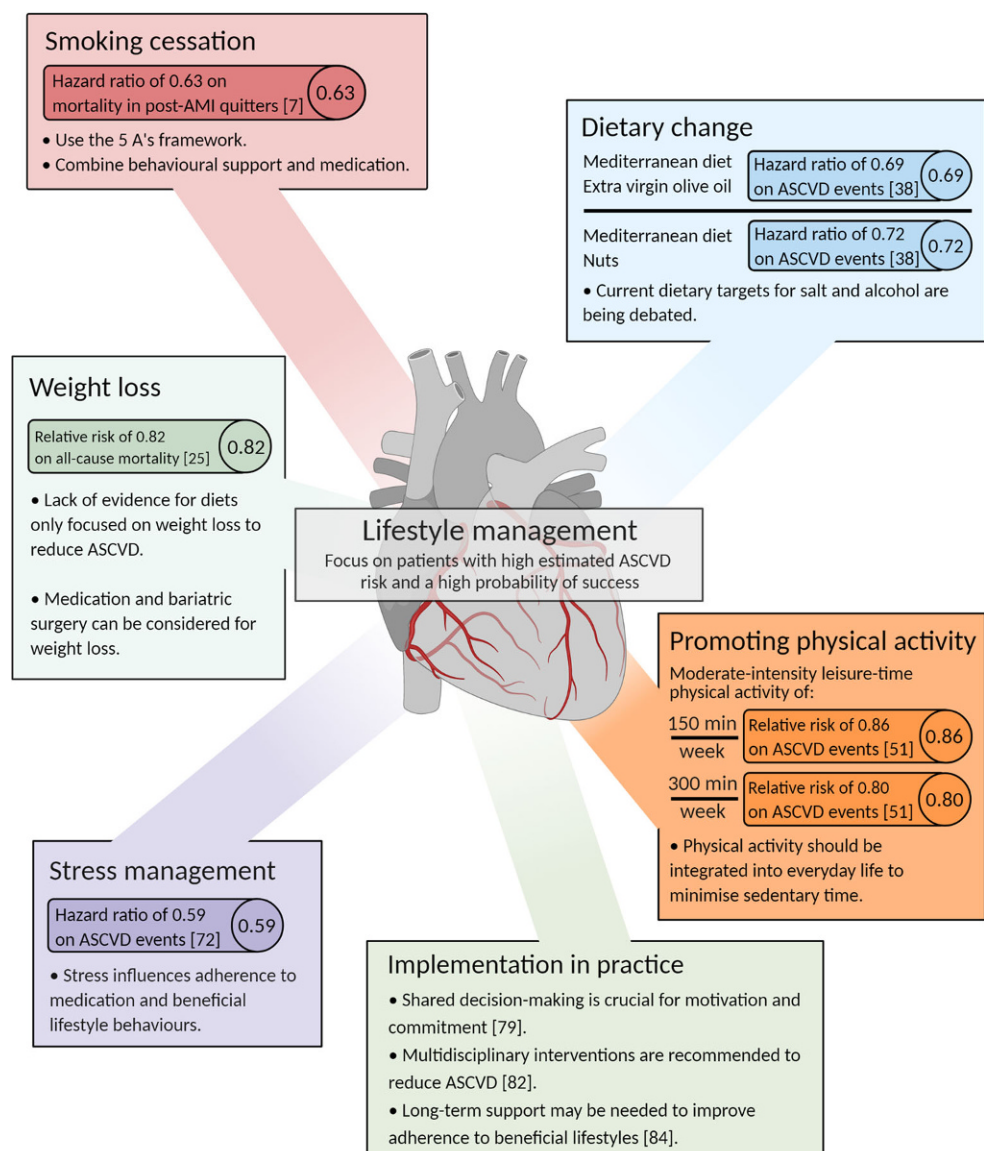 Smoking cessation
Hazard ratio of 0.63 on
mortality in post-AMI quitters [7]
0.63
• Use the 5 A's framework.
• Combine behavioural support and medication.
Dietary change
Mediterranean diet
Extra virgin olive oil
Hazard ratio of 0.69
on ASCVD events [38]
0.69
Mediterranean diet
Nuts
Hazard ratio of 0.72
on ASCVD events [38]
0.72
• Current dietary targets for salt and alcohol are
being debated.
Weight loss
Relative risk of 0.82
on all-cause mortality [25]
0.82
• Lack of evidence for diets
only focused on weight loss to
reduce ASCVD.
• Medication and bariatric
surgery can be considered for
weight loss.
Lifestyle management
Focus on patients with high estimated ASCVD
risk and a high probability of success
Promoting physical activity
Moderate-intensity leisure-time
physical activity of:
150 min
week
Relative risk of 0.86
on ASCVD events [51]
0.86
300 min
week
Relative risk of 0.80
on ASCVD events [51]
0.80
• Physical activity should be
integrated into everyday life to
minimise sedentary time.
Stress management
Hazard ratio of 0.59
on ASCVD events [72]
0.59
• Stress influences adherence to
medication and beneficial
lifestyle behaviours.
Implementation in practice
• Shared decision-making is crucial for motivation and
commitment [79].
• Multidisciplinary interventions are recommended to
reduce ASCVD [82].
• Long-term support may be needed to improve
adherence to beneficial lifestyles [84].